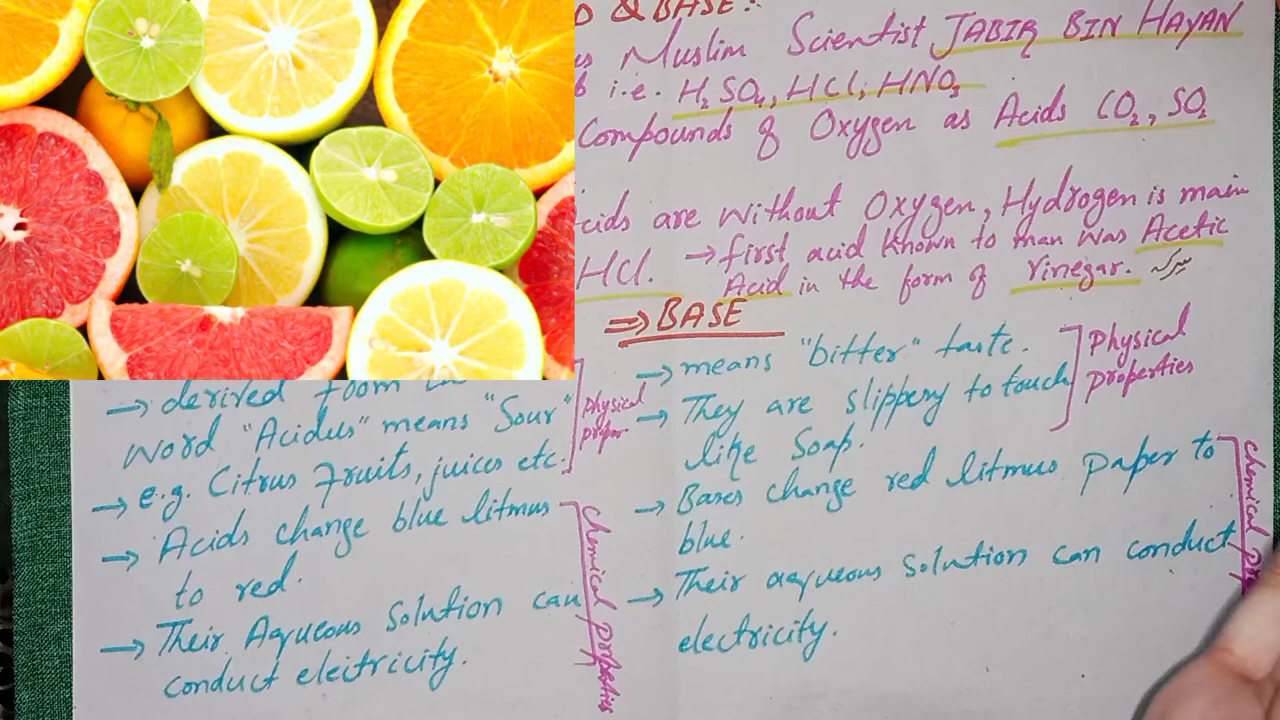 & BASE:
Muslim Scientist JABIR BIN HAYAN
i.e. H₂SO₄, HCl, HNO₃
Compounds of Oxygen as Acids CO₂, SO₂
are without Oxygen, Hydrogen is main
HCl. → first acid known to man was Acetic
Acid in the form of Vinegar. سرکہ
⇒ BASE
→ derived from
word "Acidus" means "Sour"
→ e.g. Citrus Fruits, juices etc.
Physical
→ Acids change blue litmus
to red.
→ Their Aqueous Solution can
conduct electricity.
chemical properties
→ means "bitter" taste.
→ They are slippery to touch
like Soap.
Physical
properties
→ Bases change red litmus paper to
blue.
→ Their aqueous solution can conduct
electricity.
chemical